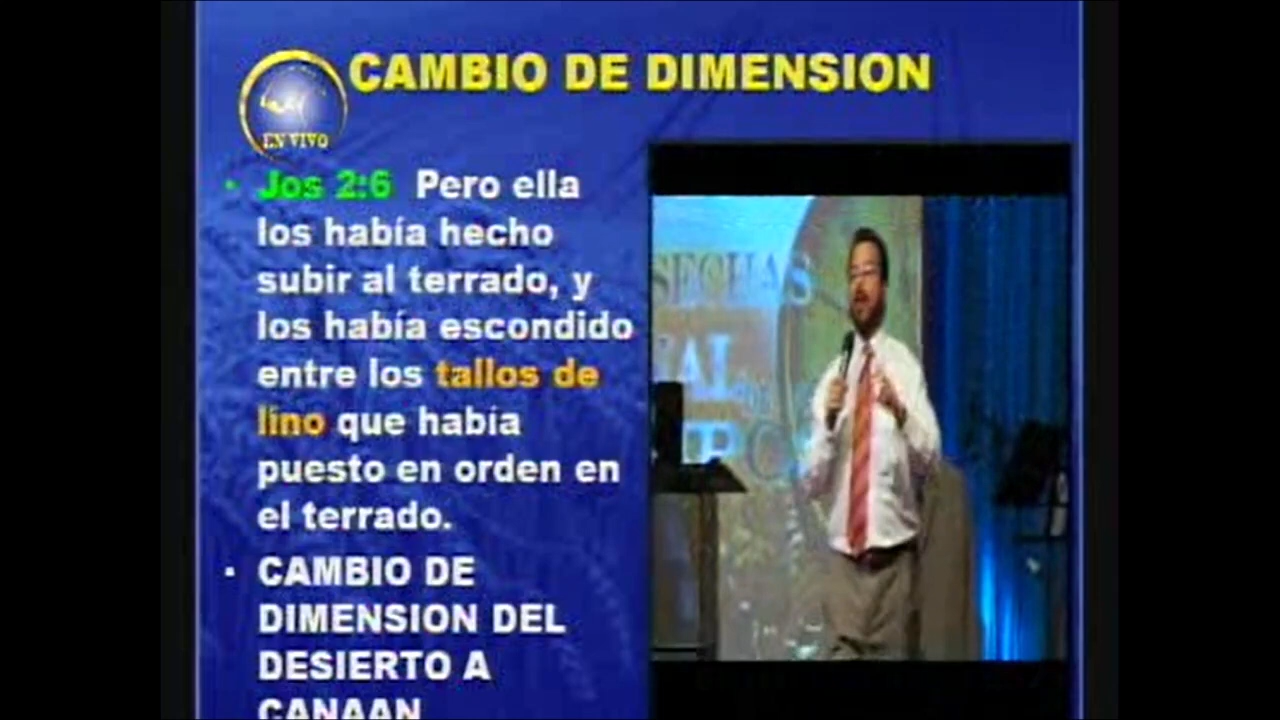 CAMBIO DE DIMENSION
EN VIVO
· Jos 2:6 Pero ella
los había hecho
subir al terrado, y
los había escondido
entre los tallos de
lino que había
puesto en orden en
el terrado.
· CAMBIO DE
DIMENSION DEL
DESIERTO A
CANAAN
SECHAS